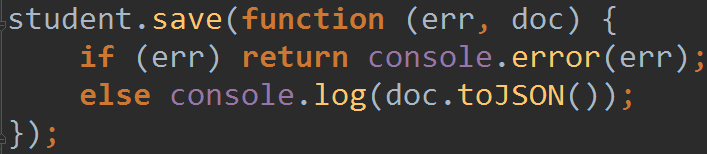 student.save(function (err, doc) {
    if (err) return console.error(err);
    else console.log(doc.toJSON());
});